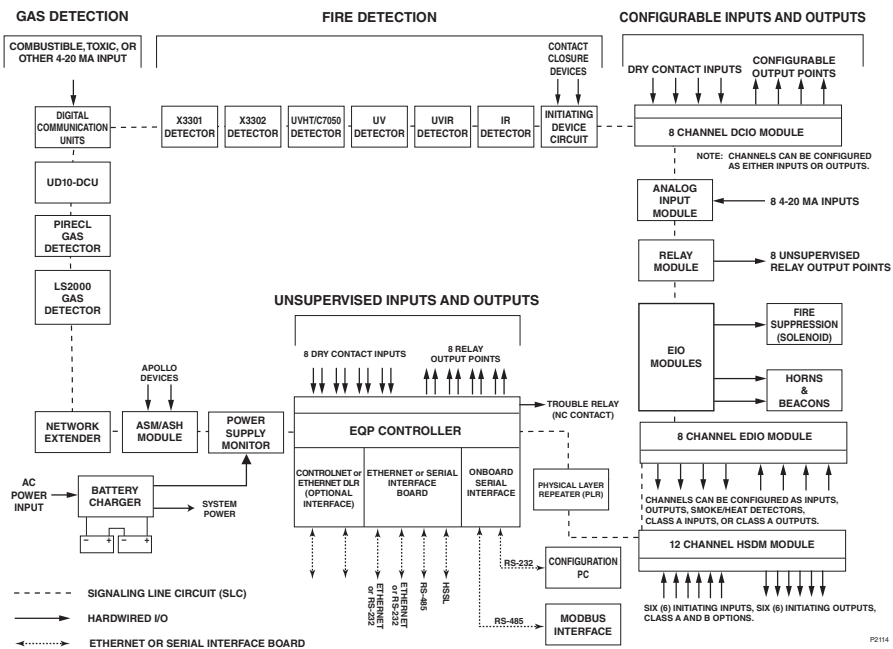 GAS DETECTION
FIRE DETECTION
CONFIGURABLE INPUTS AND OUTPUTS
COMBUSTIBLE, TOXIC, OR
OTHER 4-20 MA INPUT
CONTACT
CLOSURE
DEVICES
DRY CONTACT INPUTS
CONFIGURABLE
OUTPUT POINTS
DIGITAL
COMMUNICATION
UNITS
X3301
DETECTOR
X3302
DETECTOR
UVHT/C7050
DETECTOR
UV
DETECTOR
UVIR
DETECTOR
IR
DETECTOR
INITIATING
DEVICE
CIRCUIT
8 CHANNEL DCIO MODULE
NOTE: CHANNELS CAN BE CONFIGURED
AS EITHER INPUTS OR OUTPUTS.
UD10-DCU
ANALOG
INPUT
MODULE
8 4-20 MA INPUTS
PIRECL
GAS
DETECTOR
RELAY
MODULE
8 UNSUPERVISED
RELAY OUTPUT POINTS
LS2000
GAS
DETECTOR
UNSUPERVISED INPUTS AND OUTPUTS
EIO
MODULES
FIRE
SUPPRESSION
(SOLENOID)
HORNS
&
BEACONS
8 DRY CONTACT INPUTS
8 RELAY
OUTPUT POINTS
APOLLO
DEVICES
TROUBLE RELAY
(NC CONTACT)
NETWORK
EXTENDER
ASM/ASH
MODULE
POWER
SUPPLY
MONITOR
EQP CONTROLLER
8 CHANNEL EDIO MODULE
CONTROLNET or
ETHERNET DLR
(OPTIONAL
INTERFACE)
ETHERNET or SERIAL
INTERFACE
BOARD
ONBOARD
SERIAL
INTERFACE
PHYSICAL LAYER
REPEATER (PLR)
CHANNELS CAN BE CONFIGURED AS INPUTS,
OUTPUTS, SMOKE/HEAT DETECTORS,
CLASS A INPUTS, OR CLASS A OUTPUTS.
AC
POWER
INPUT
BATTERY
CHARGER
SYSTEM
POWER
– + – +
12 CHANNEL HSDM MODULE
RS-232
CONFIGURATION
PC
ETHERNET
or RS-232
ETHERNET
or RS-232
RS-485
HSSL
SIX (6) INITIATING INPUTS, SIX (6) INITIATING OUTPUTS,
CLASS A AND B OPTIONS.
RS-485
MODBUS
INTERFACE
SIGNALING LINE CIRCUIT (SLC)
HARDWIRED I/O
ETHERNET OR SERIAL INTERFACE BOARD
P2114